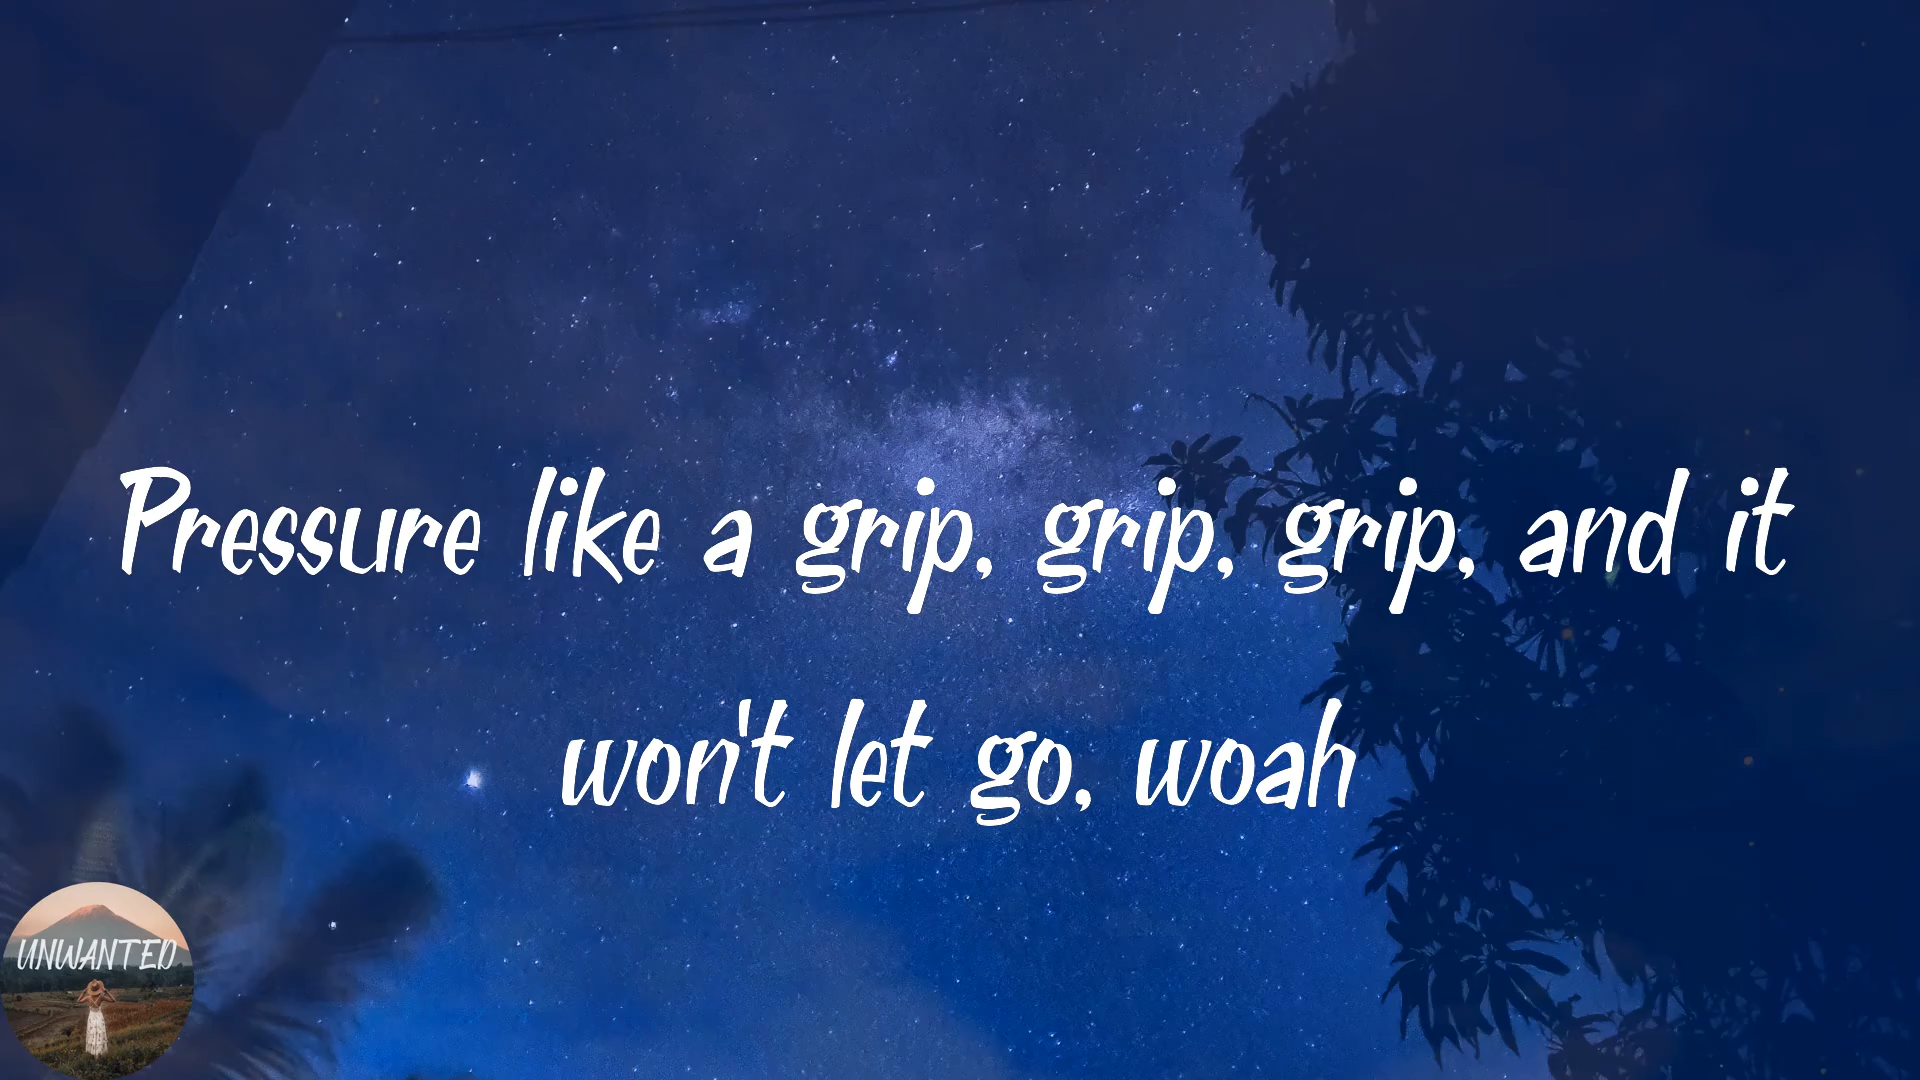 Pressure like a grip, grip, grip, and it
won't let go, woah
UNWANTED